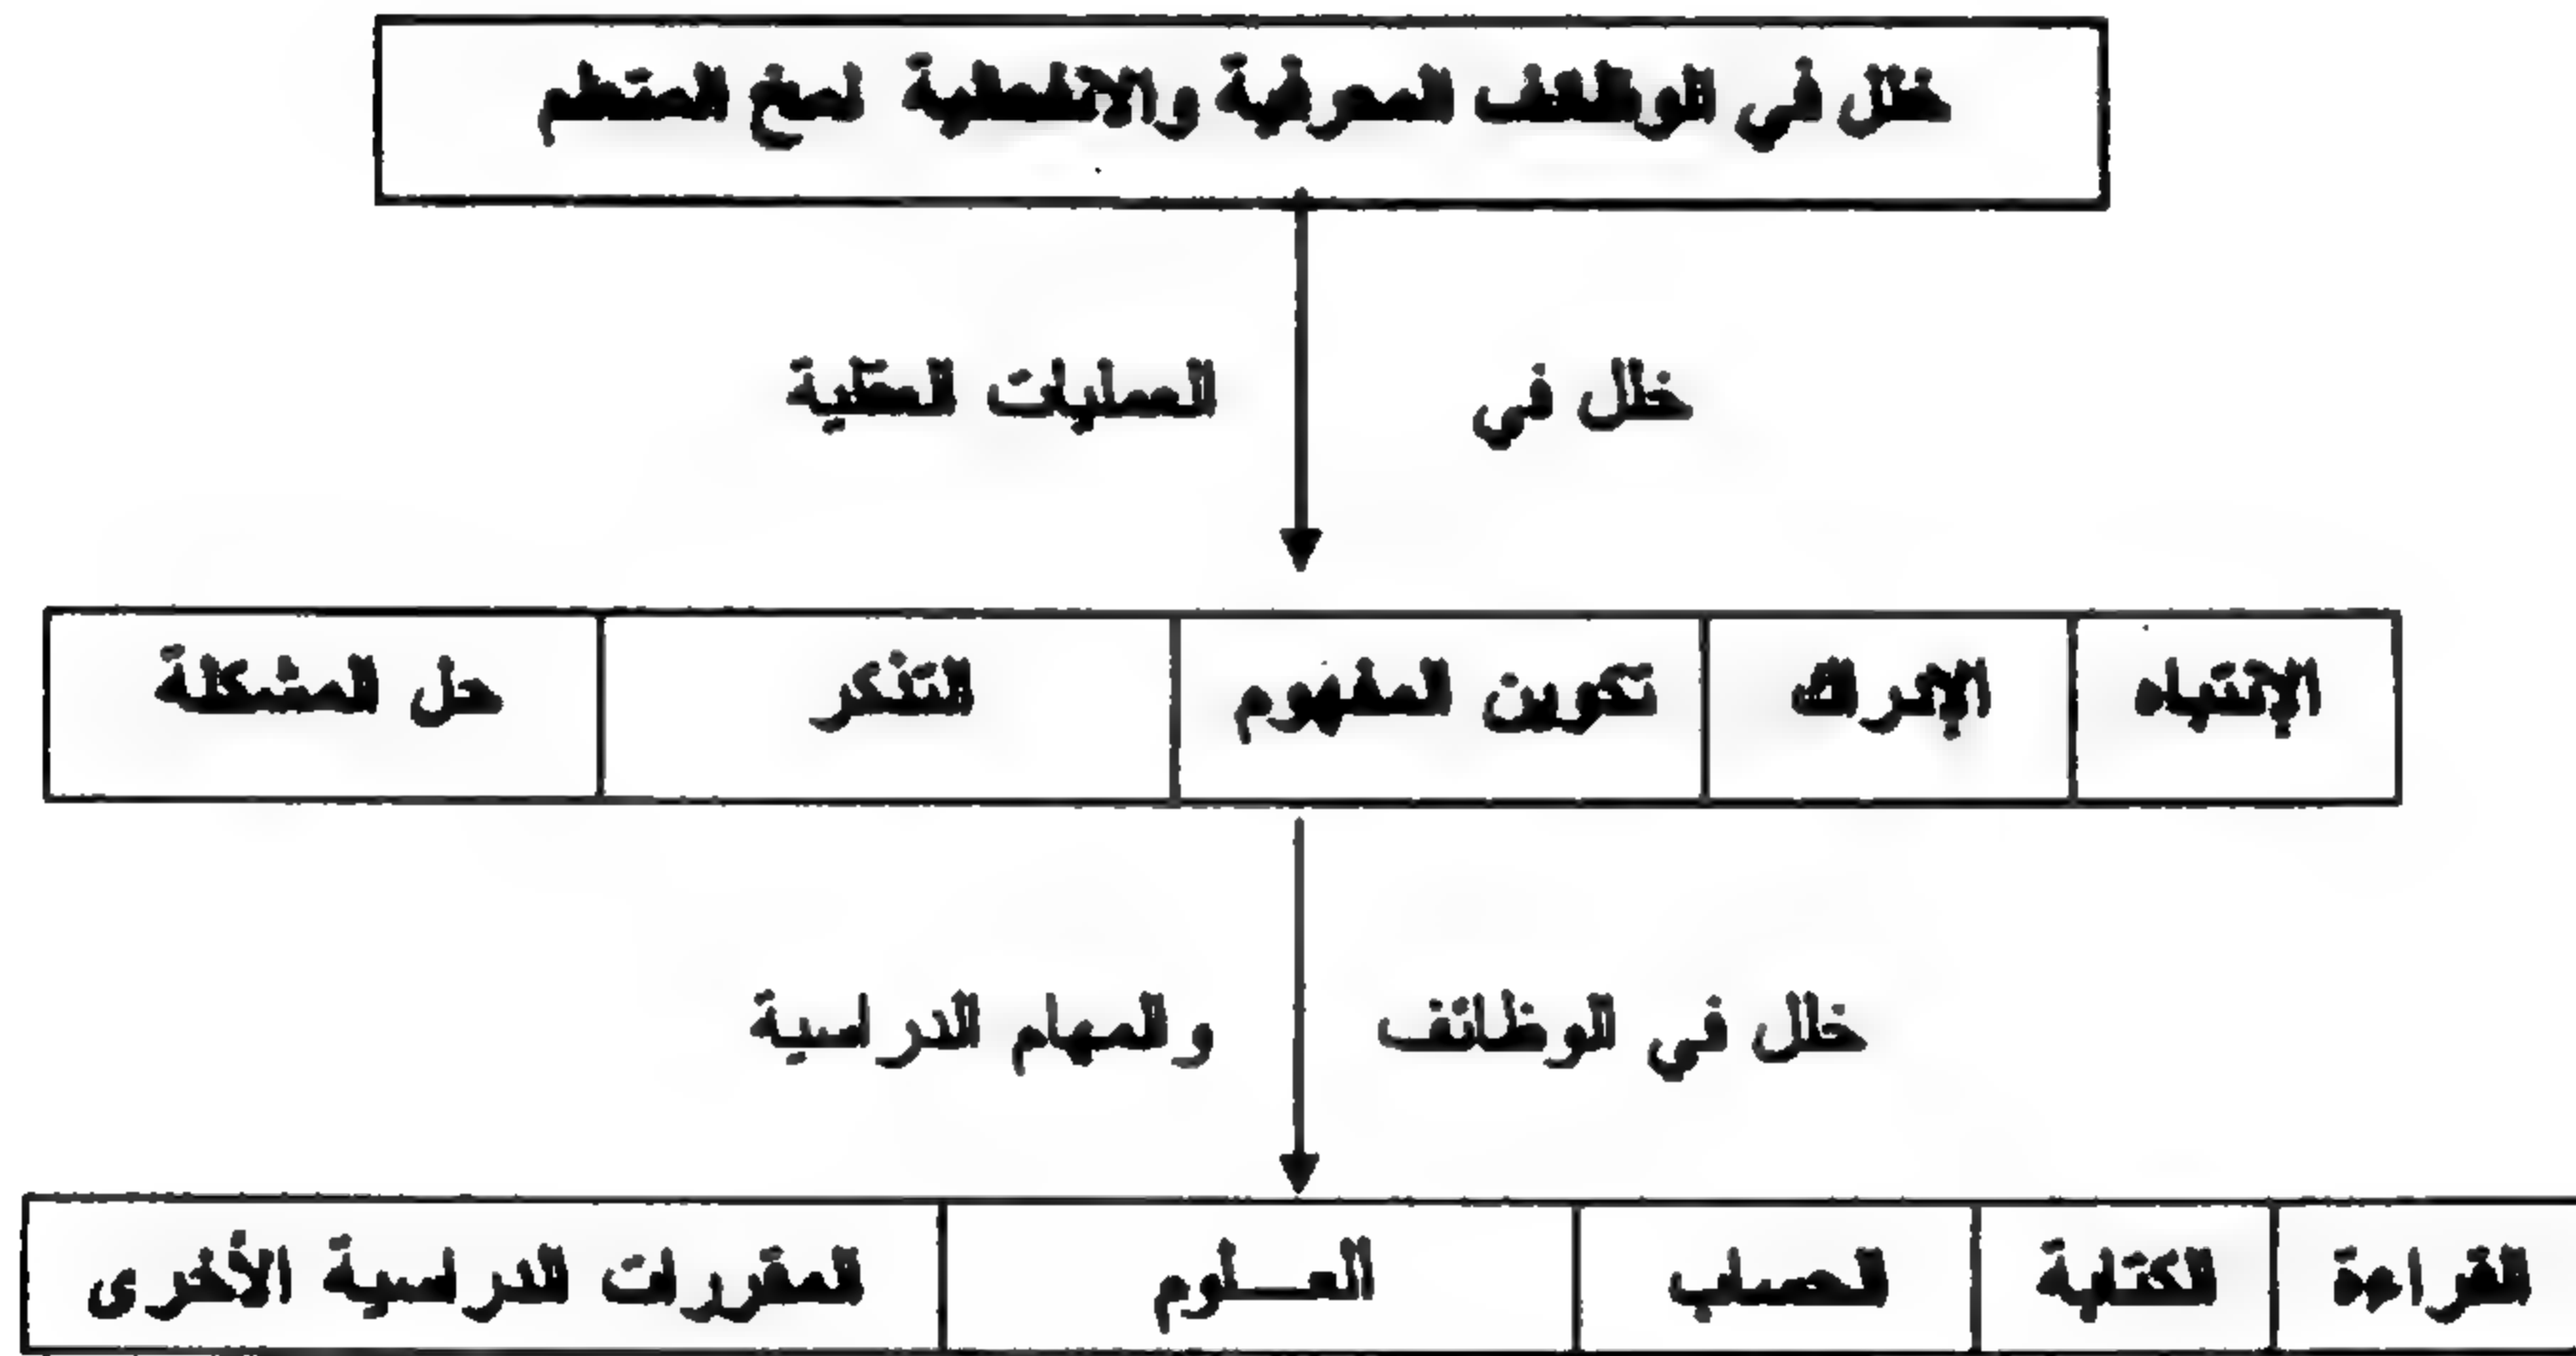 خلل في الوظائف المعرفية والانفعالية لمخ المتعلم
خلل في العمليات العقلية
الإنتباه الإدراك تكوين المفهوم التذكر حل المشكلة
خلل في الوظائف والمهام الدراسية
القراءة الكتابة الحساب العـــلوم المقررات الدراسية الأخرى